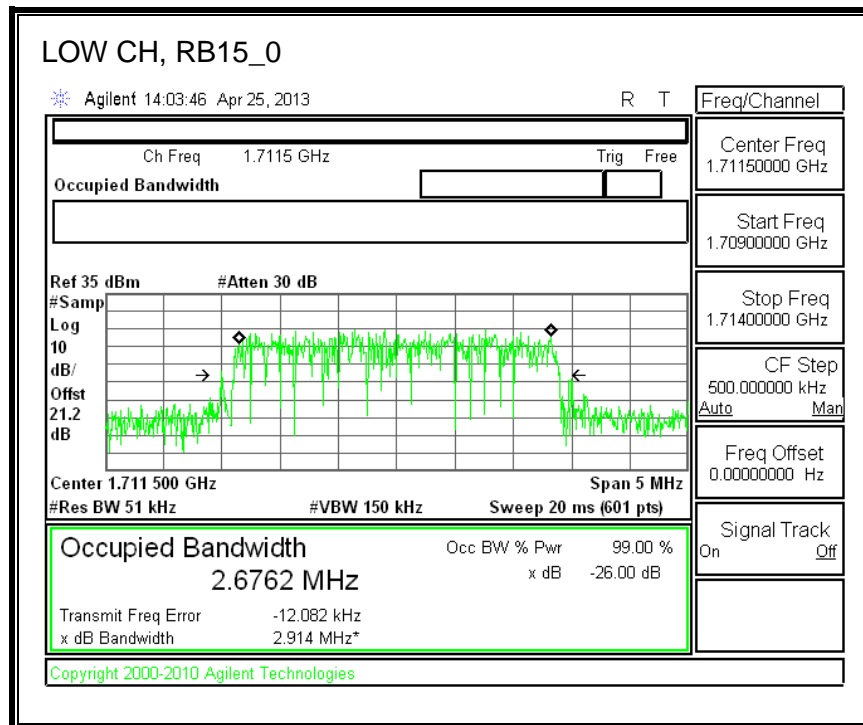 LOW CH, RB15_0
Agilent 14:03:46 Apr 25, 2013 R T
Freq/Channel
Ch Freq 1.7115 GHz Trig Free
Occupied Bandwidth
Center Freq
1.71150000 GHz
Start Freq
1.70900000 GHz
Stop Freq
1.71400000 GHz
CF Step
500.000000 kHz
Auto Man
Freq Offset
0.00000000 Hz
Signal Track
On Off
Ref 35 dBm #Atten 30 dB
#Samp
Log
10
dB/
Offst
21.2
dB
Center 1.711 500 GHz Span 5 MHz
#Res BW 51 kHz #VBW 150 kHz Sweep 20 ms (601 pts)
Occupied Bandwidth Occ BW % Pwr 99.00 %
2.6762 MHz x dB -26.00 dB
Transmit Freq Error -12.082 kHz
x dB Bandwidth 2.914 MHz*
Copyright 2000-2010 Agilent Technologies